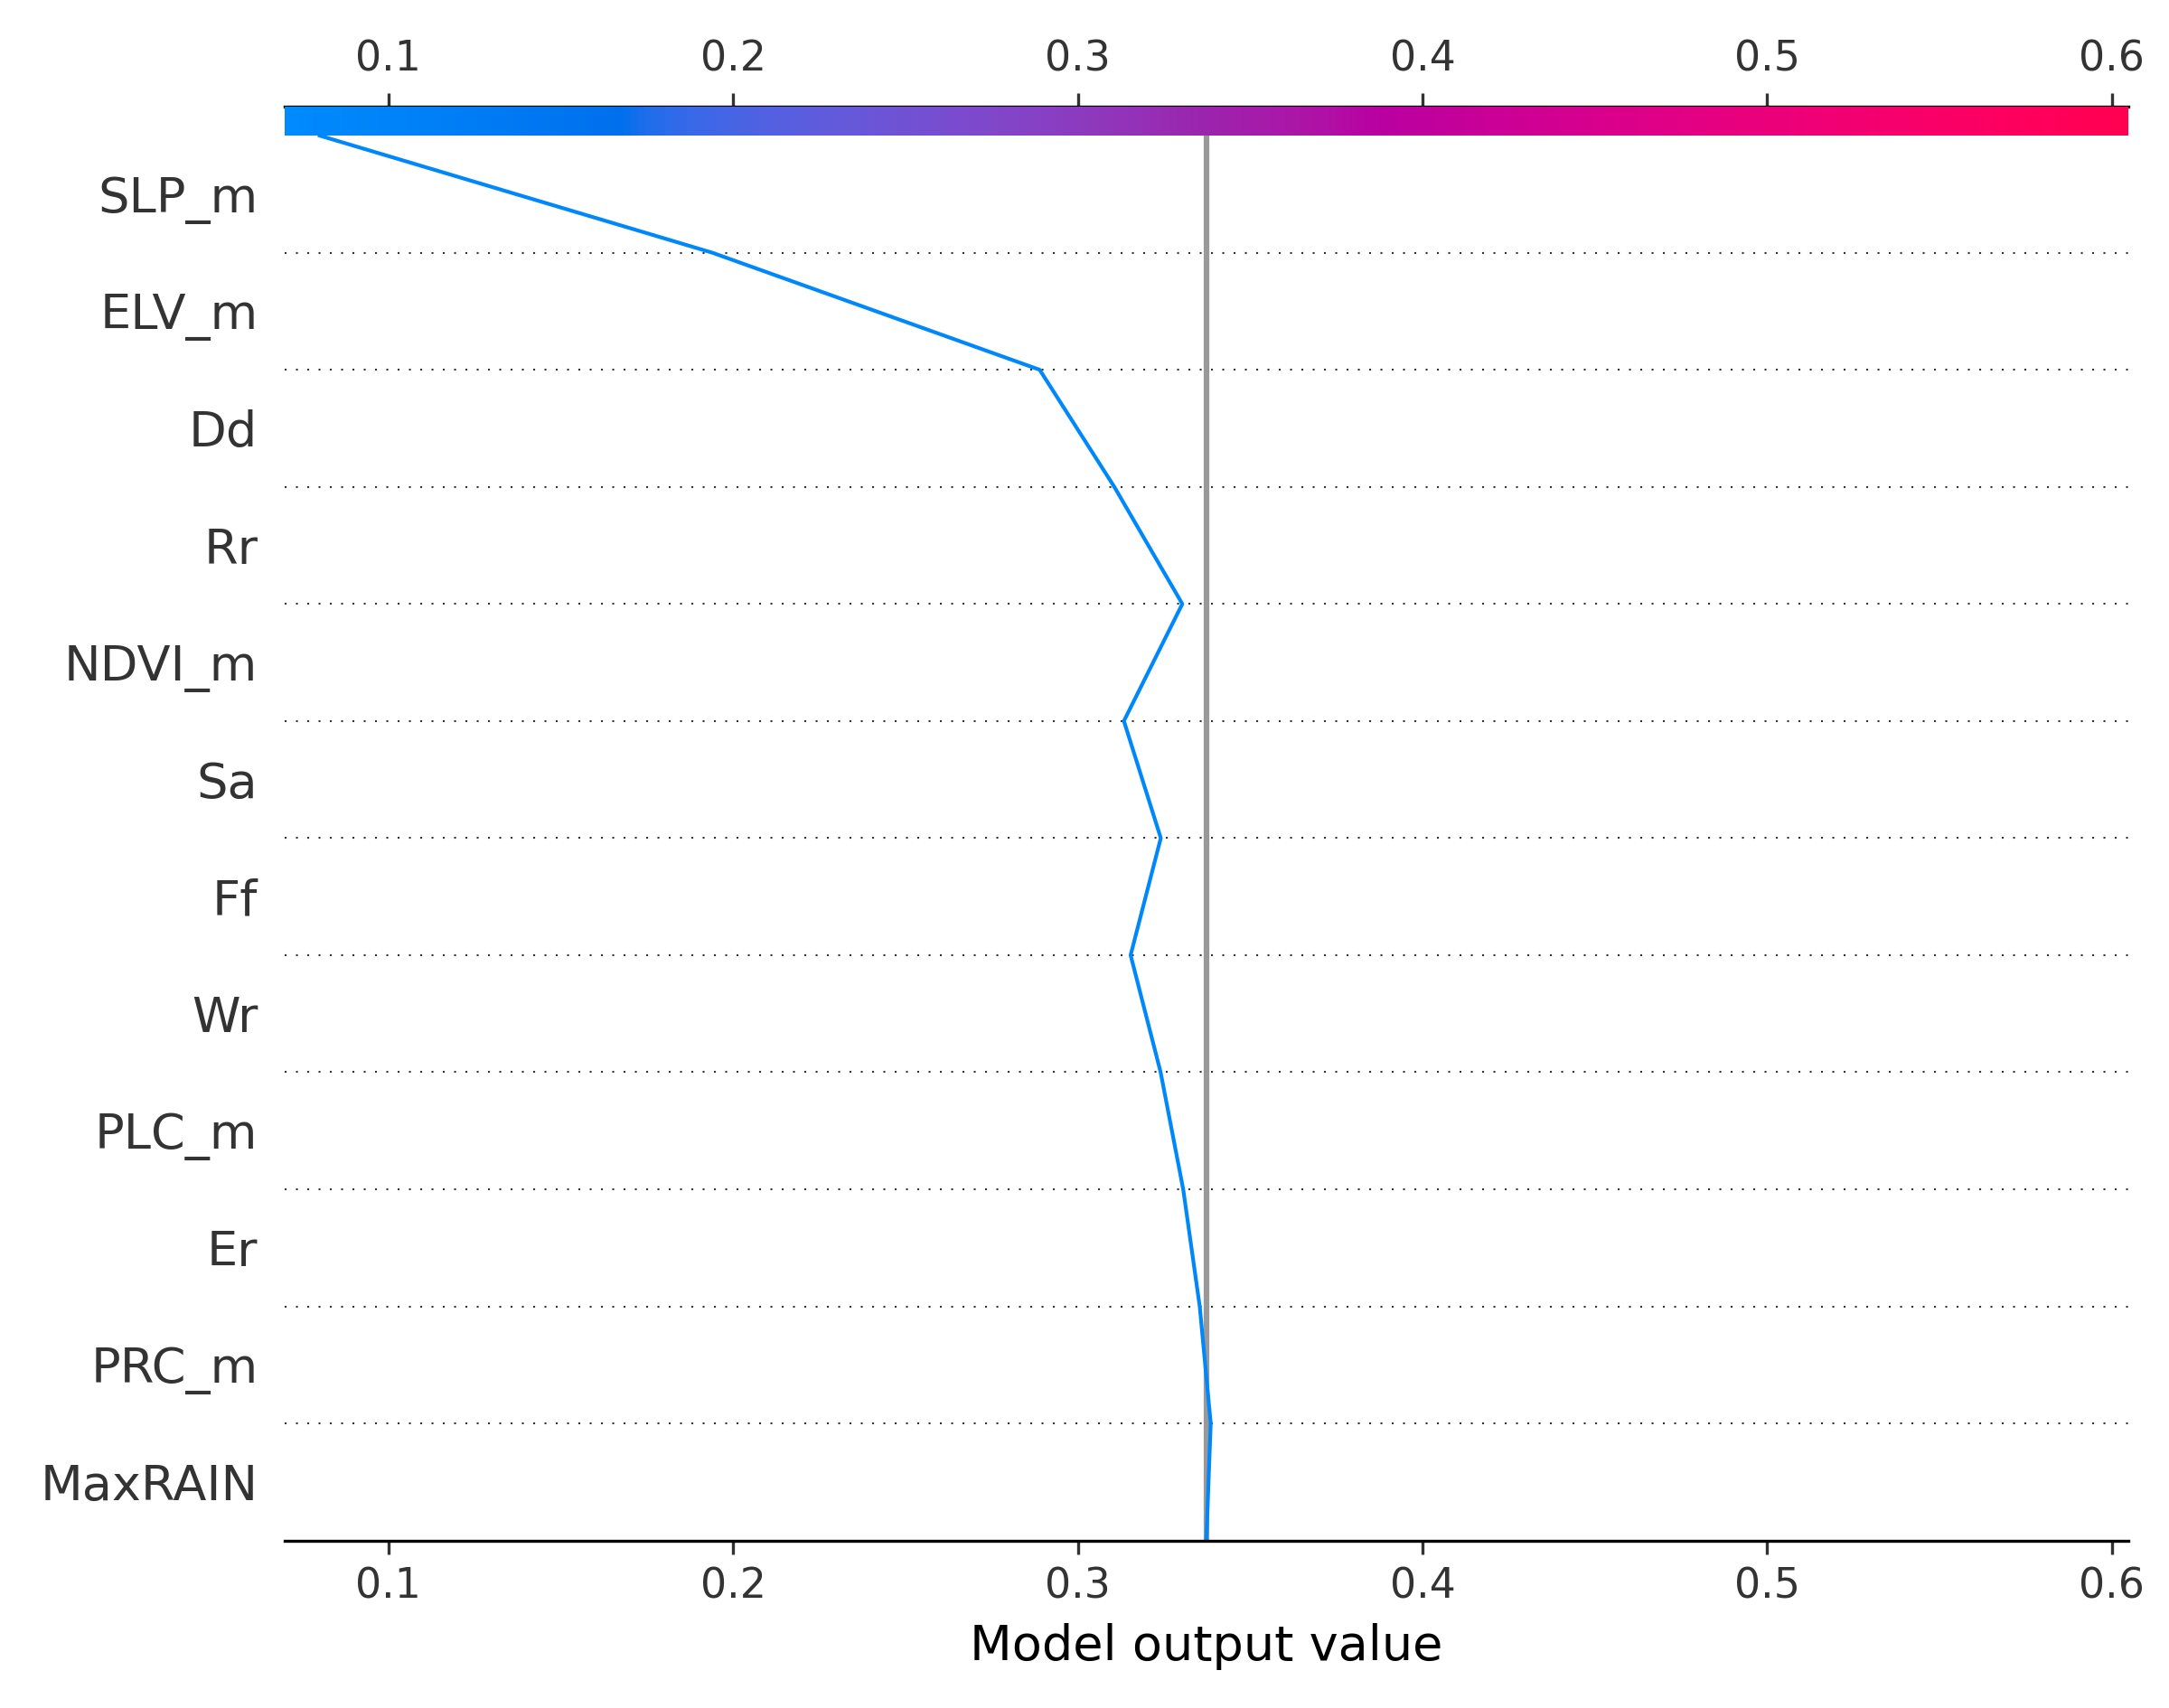 0.1 0.2 0.3 0.4 0.5 0.6
SLP_m
ELV_m
Dd
Rr
NDVI_m
Sa
Ff
Wr
PLC_m
Er
PRC_m
MaxRAIN
0.1 0.2 0.3 0.4 0.5 0.6
Model output value